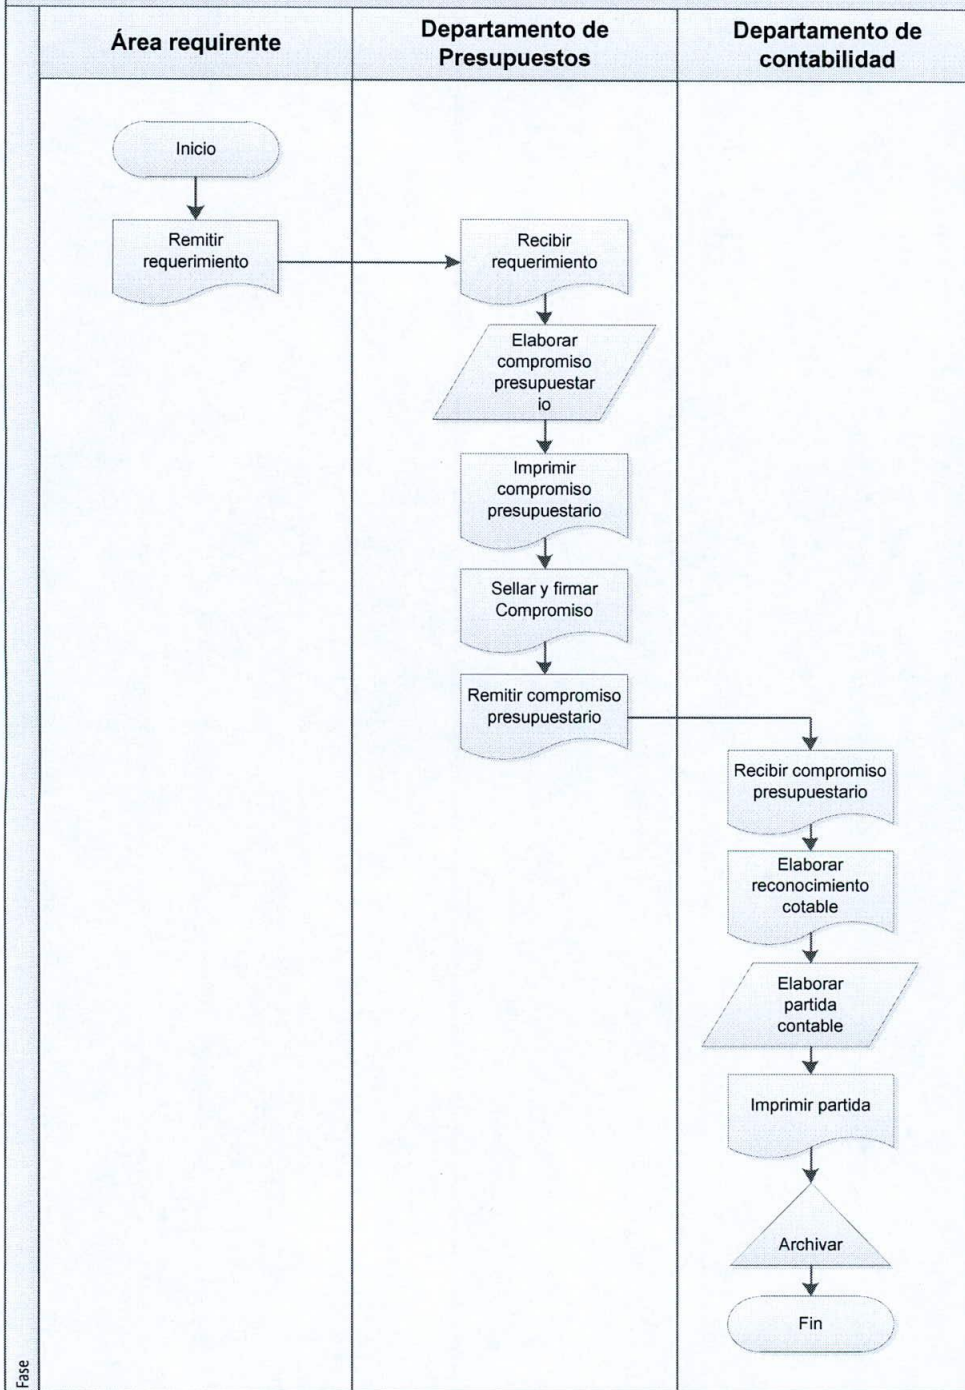 Área requirente
Departamento de
Presupuestos
Departamento de
contabilidad
Inicio
Remitir
requerimiento
Recibir
requerimiento
Elaborar
compromiso
presupuestar
io
Imprimir
compromiso
presupuestario
Sellar y firmar
Compromiso
Remitir compromiso
presupuestario
Recibir compromiso
presupuestario
Elaborar
reconocimiento
cotable
Elaborar
partida
contable
Imprimir partida
Archivar
Fin
Fase